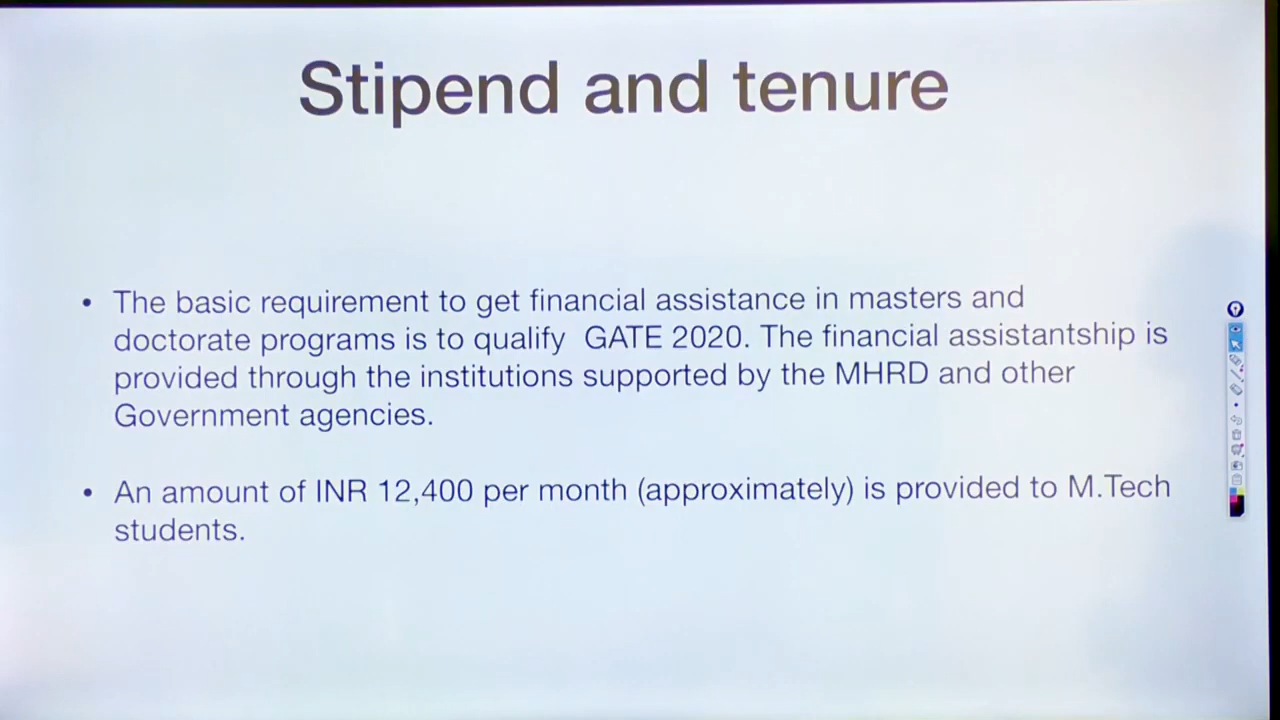 Stipend and tenure
• The basic requirement to get financial assistance in masters and
doctorate programs is to qualify GATE 2020. The financial assistantship is
provided through the institutions supported by the MHRD and other
Government agencies.
• An amount of INR 12,400 per month (approximately) is provided to M.Tech
students.